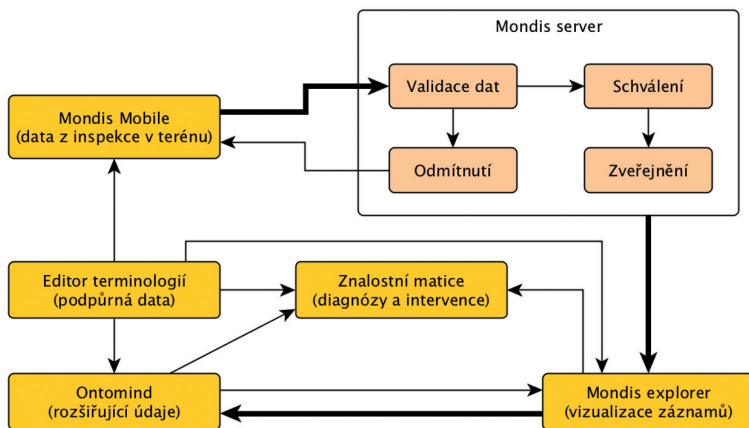 Mondis server
Validace dat
Schválení
Mondis Mobile
(data z inspekce v terénu)
Odmítnutí
Zveřejnění
Editor terminologií
(podpůrná data)
Znalostní matice
(diagnózy a intervence)
Ontomind
(rozšiřující údaje)
Mondis explorer
(vizualizace záznamů)